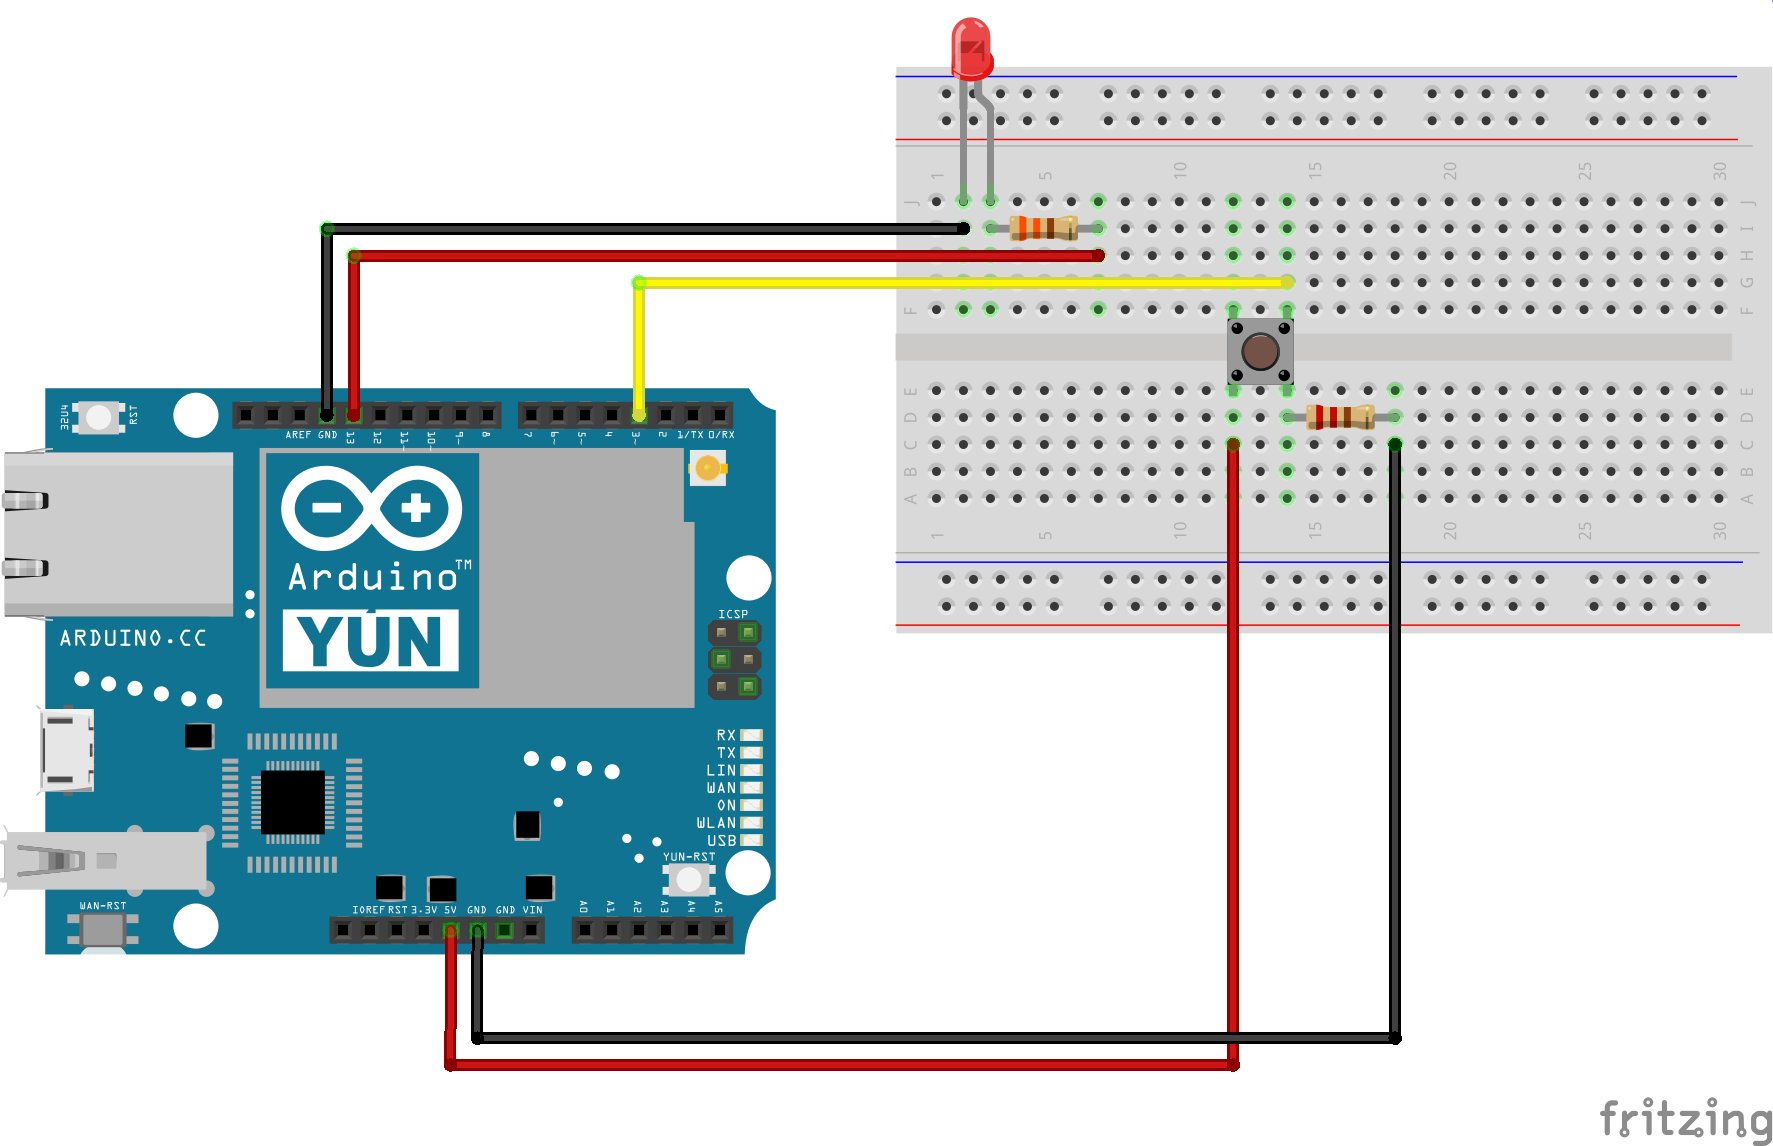 1 5 10 15 20 25 30
J J
I I
H H
G G
F F
E E
D D
C C
B B
A A
1 5 10 15 20 25 30
32U4 RST
AREF GND 13 12 11~ 10~ 9~ 8
7 6~ 5~ 4 3~ 2 1/TX 0/RX
Arduino™
YÚN
ARDUINO.CC
ICSP
RX
TX
LIN
WAN
ON
WLAN
USB
YUN-RST
WAN-RST
IOREF RST 3.3V 5V GND GND VIN
A0 A1 A2 A3 A4 A5
fritzing